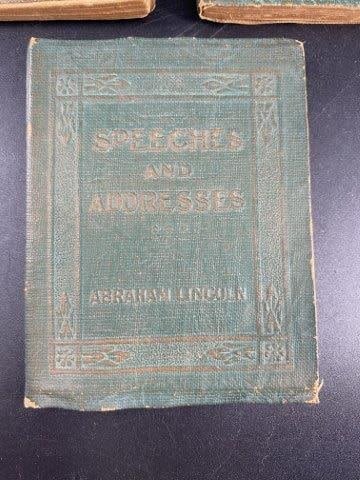 SPEECHES
AND
ADDRESSES
ABRAHAM LINCOLN